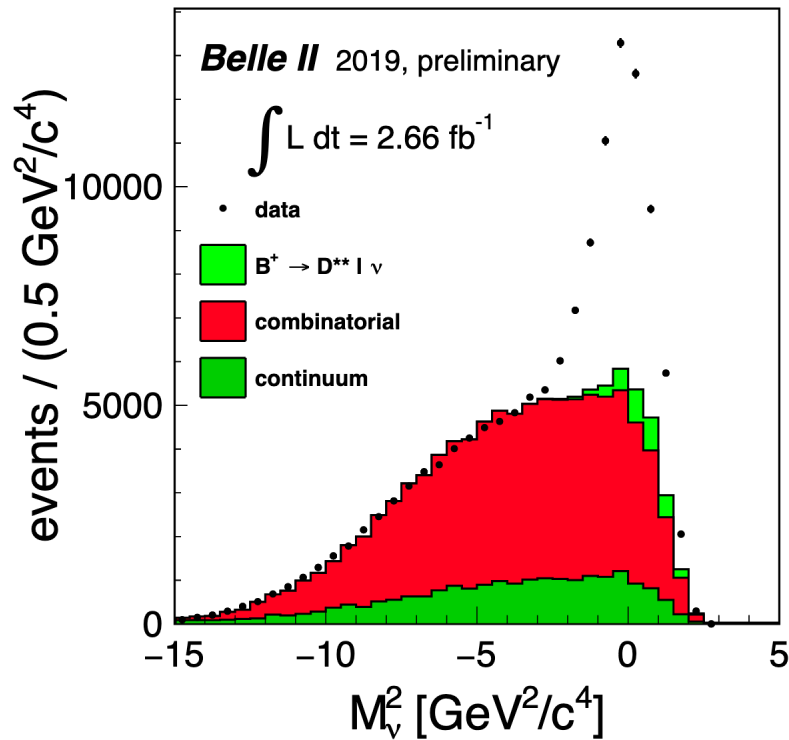 Belle II 2019, preliminary
∫ L dt = 2.66 fb⁻¹
data
B⁺ → D** l ν
combinatorial
continuum
events / (0.5 GeV²/c⁴)
10000
5000
0
−15 −10 −5 0 5
M²ᵥ [GeV²/c⁴]